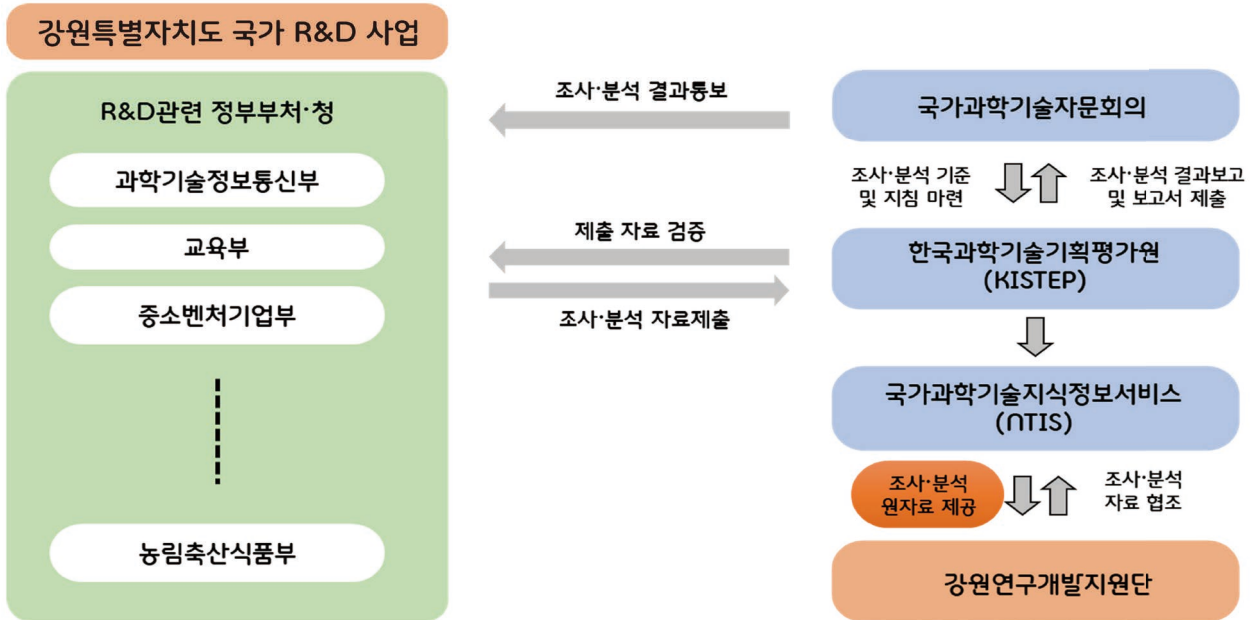 강원특별자치도 국가 R&D 사업
R&D관련 정부부처·청
과학기술정보통신부
교육부
중소벤처기업부
농림축산식품부
조사·분석 결과통보
제출 자료 검증
조사·분석 자료제출
국가과학기술자문회의
조사·분석 기준
및 지침 마련
조사·분석 결과보고
및 보고서 제출
한국과학기술기획평가원
(KISTEP)
국가과학기술지식정보서비스
(NTIS)
조사·분석
원자료 제공
조사·분석
자료 협조
강원연구개발지원단